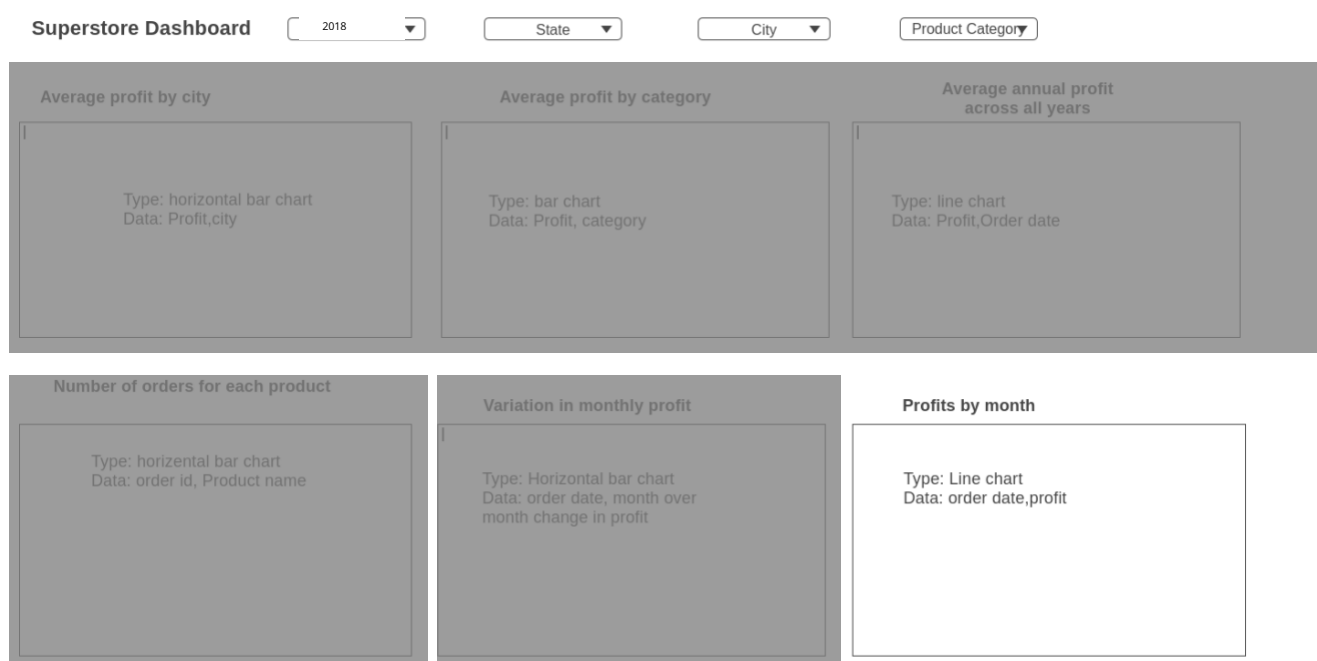 Superstore Dashboard
2018
State
City
Product Category
Average profit by city
Average profit by category
Average annual profit
across all years
Type: horizontal bar chart
Data: Profit,city
Type: bar chart
Data: Profit, category
Type: line chart
Data: Profit,Order date
Number of orders for each product
Variation in monthly profit
Profits by month
Type: horizental bar chart
Data: order id, Product name
Type: Horizontal bar chart
Data: order date, month over
month change in profit
Type: Line chart
Data: order date,profit